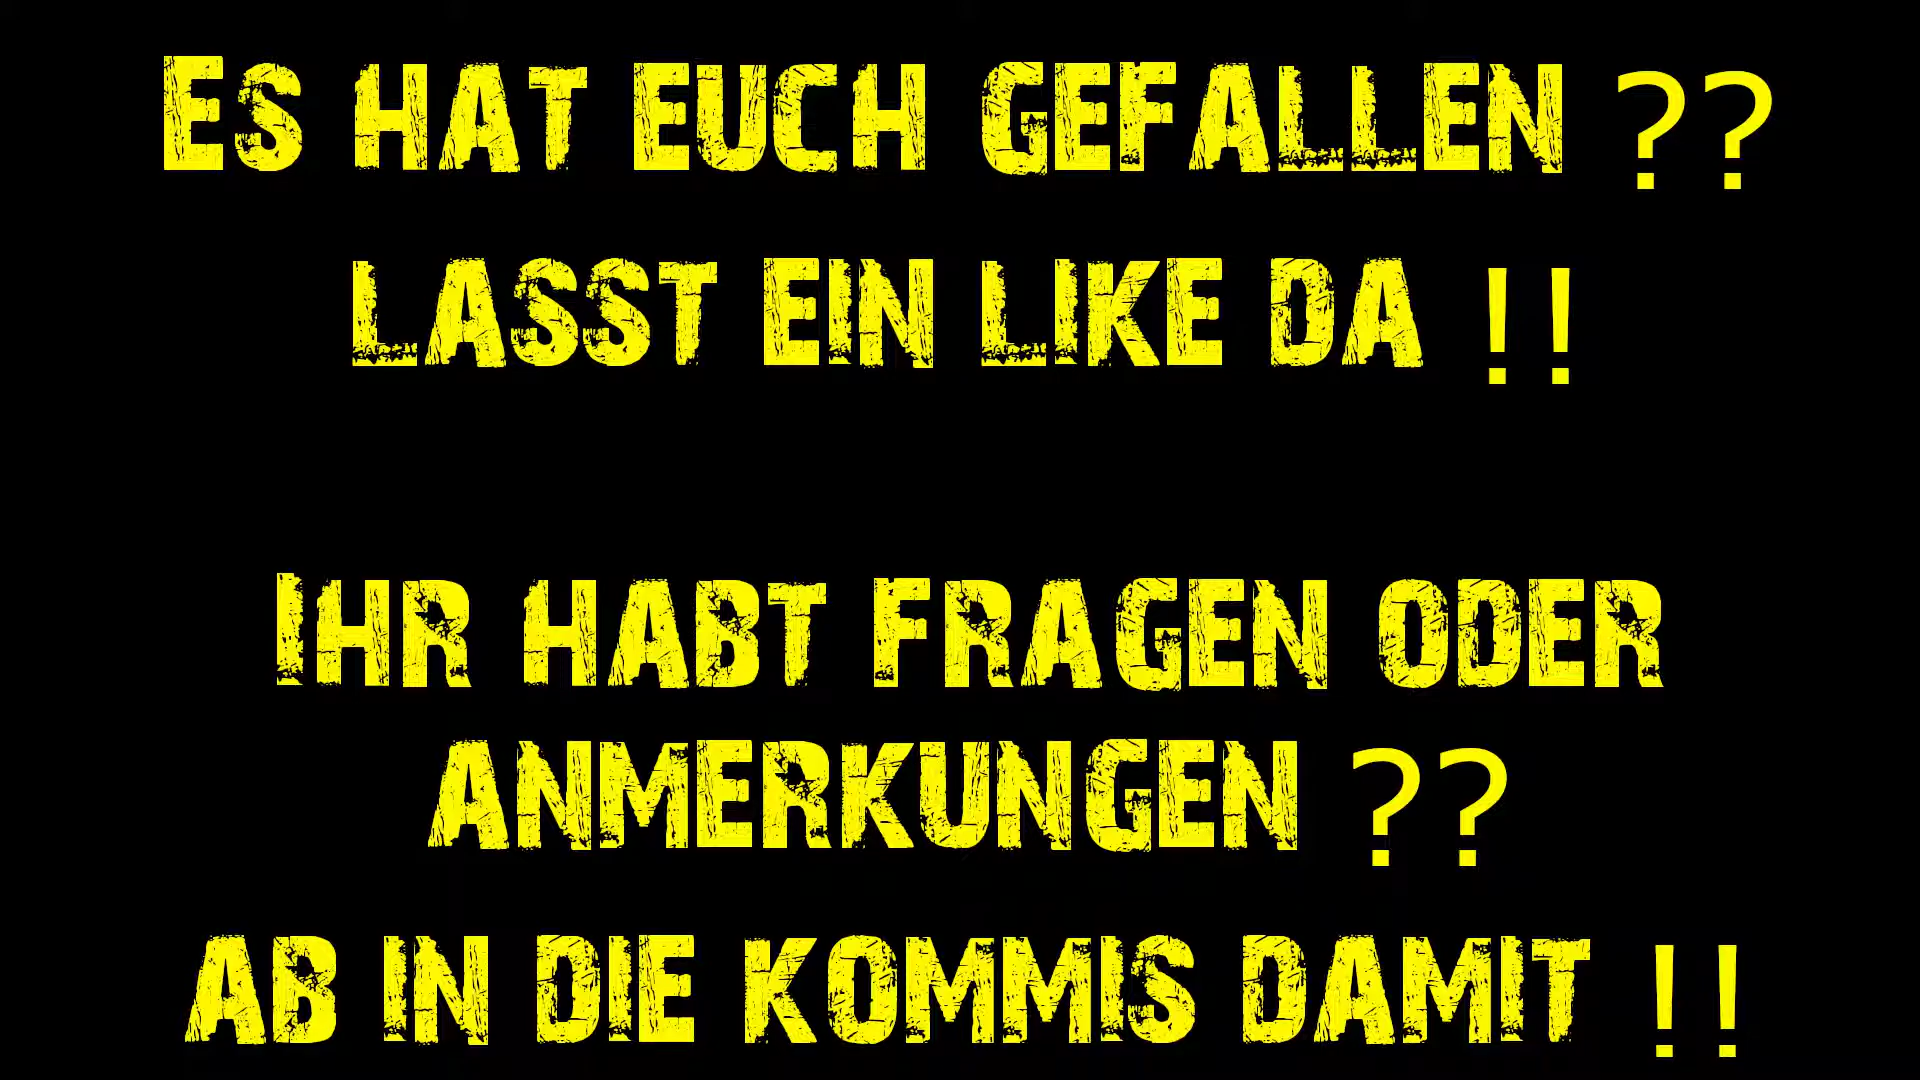 Es hat euch gefallen ??
lasst ein like da !!
Ihr habt Fragen oder
anmerkungen ??
ab in die kommis damit !!